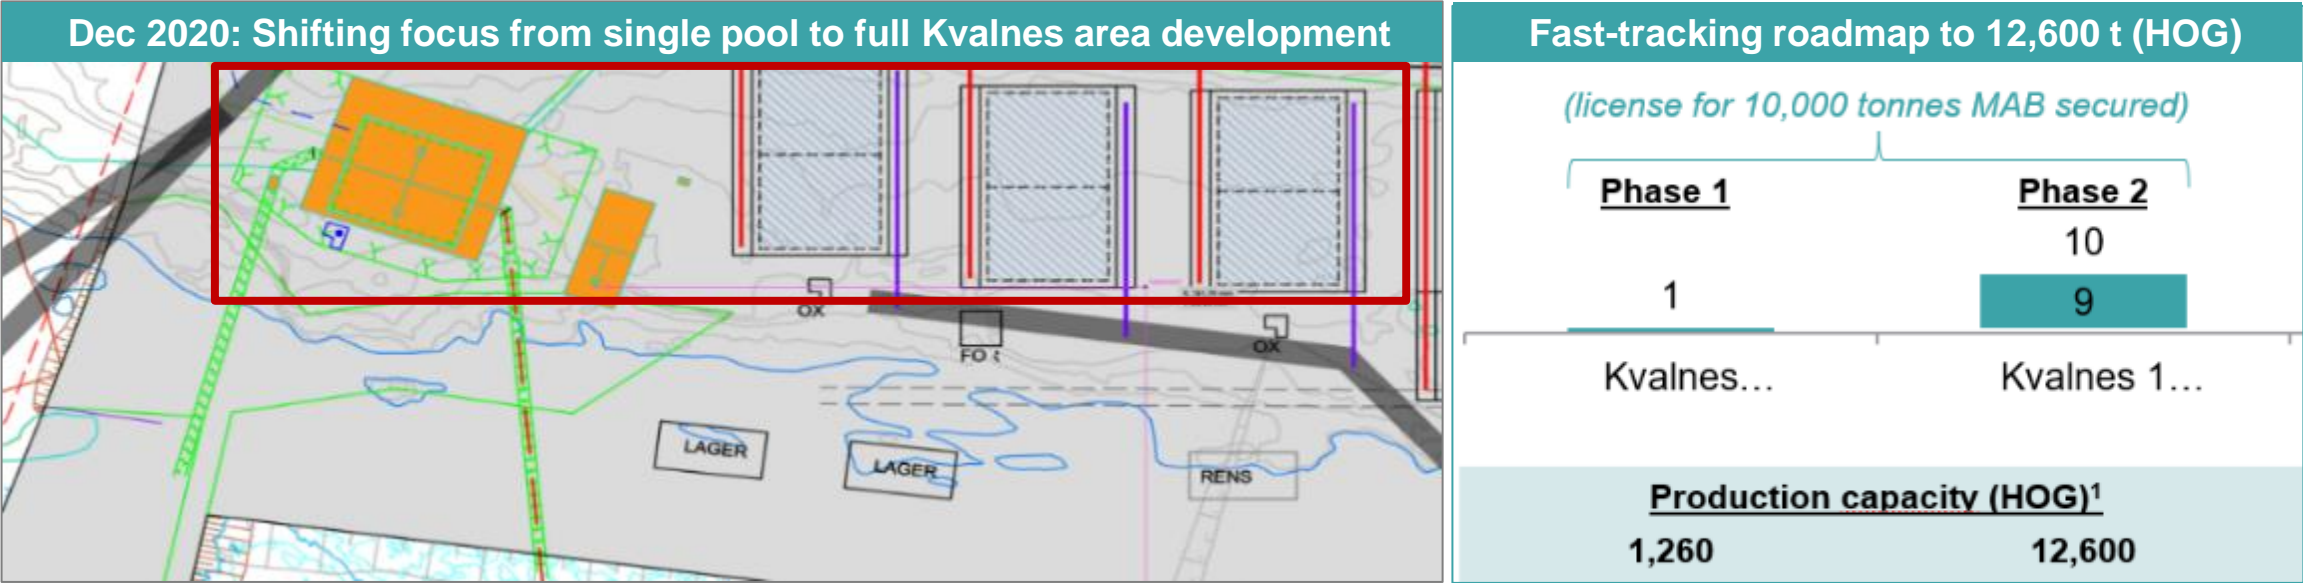 Dec 2020: Shifting focus from single pool to full Kvalnes area development
OX
OX
LAGER
LAGER
RENS
Fast-tracking roadmap to 12,600 t (HOG)
(license for 10,000 tonnes MAB secured)
Phase 1 Phase 2
10
1 9
Kvalnes… Kvalnes 1…
Production capacity (HOG)¹
1,260 12,600